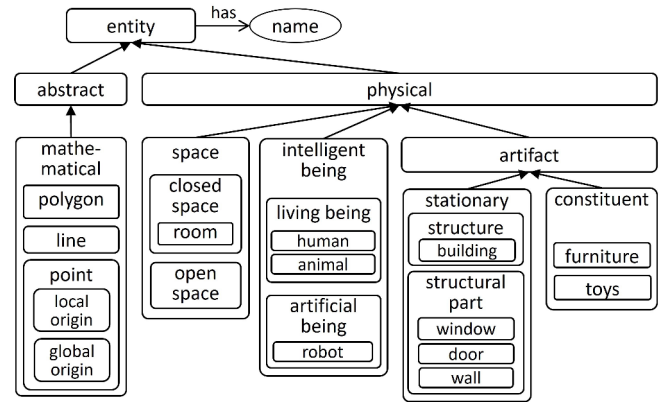 entity
has
name
abstract
physical
mathe-
matical
polygon
line
point
local
origin
global
origin
space
closed
space
room
open
space
intelligent
being
living being
human
animal
artificial
being
robot
artifact
stationary
structure
building
structural
part
window
door
wall
constituent
furniture
toys